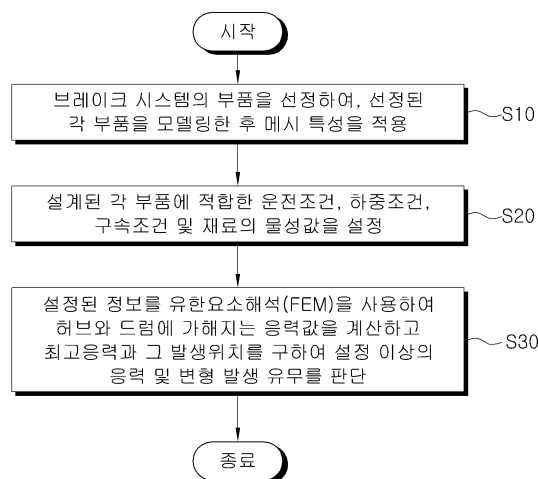 시작
브레이크 시스템의 부품을 선정하여, 선정된
각 부품을 모델링한 후 메시 특성을 적용
S10
설계된 각 부품에 적합한 운전조건, 하중조건,
구속조건 및 재료의 물성값을 설정
S20
설정된 정보를 유한요소해석(FEM)을 사용하여
허브와 드럼에 가해지는 응력값을 계산하고
최고응력과 그 발생위치를 구하여 설정 이상의
응력 및 변형 발생 유무를 판단
S30
종료